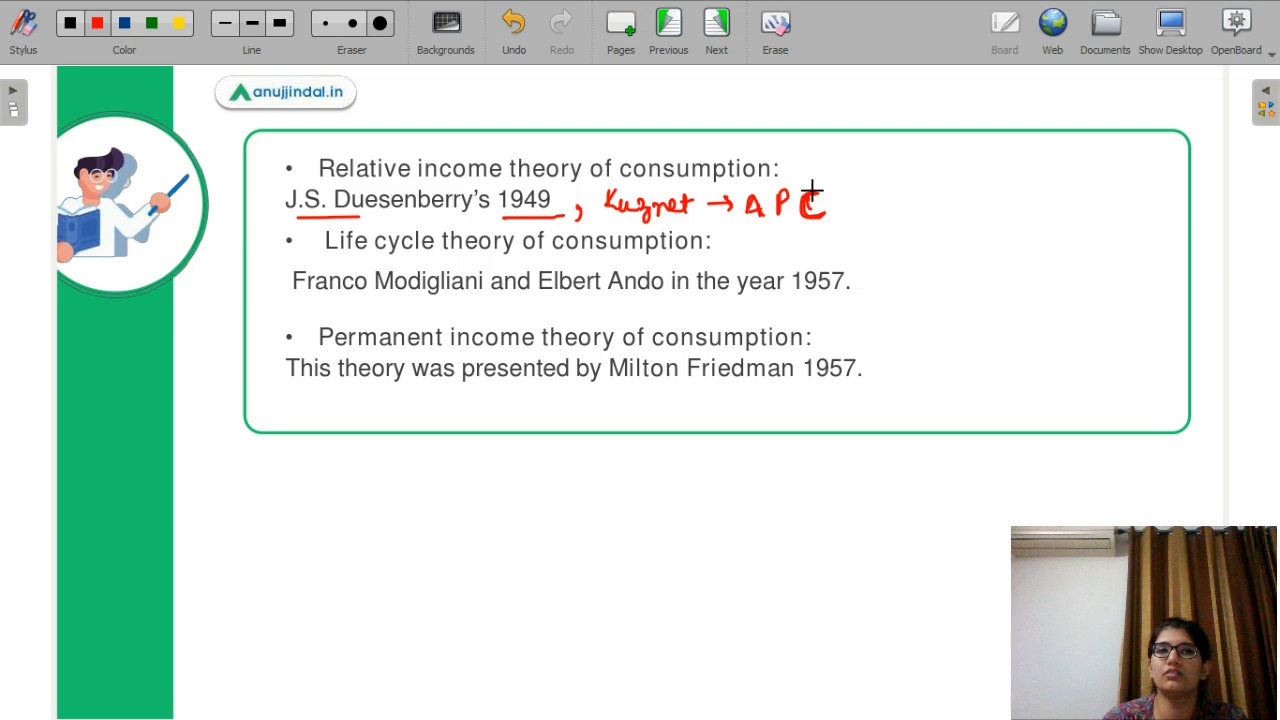 Stylus Color Line Eraser Backgrounds Undo Redo Pages Previous Next Erase Board Web Documents Show Desktop OpenBoard
anujjindal.in
• Relative income theory of consumption:
J.S. Duesenberry’s 1949 , Kuznet → A P C
• Life cycle theory of consumption:
Franco Modigliani and Elbert Ando in the year 1957.
• Permanent income theory of consumption:
This theory was presented by Milton Friedman 1957.